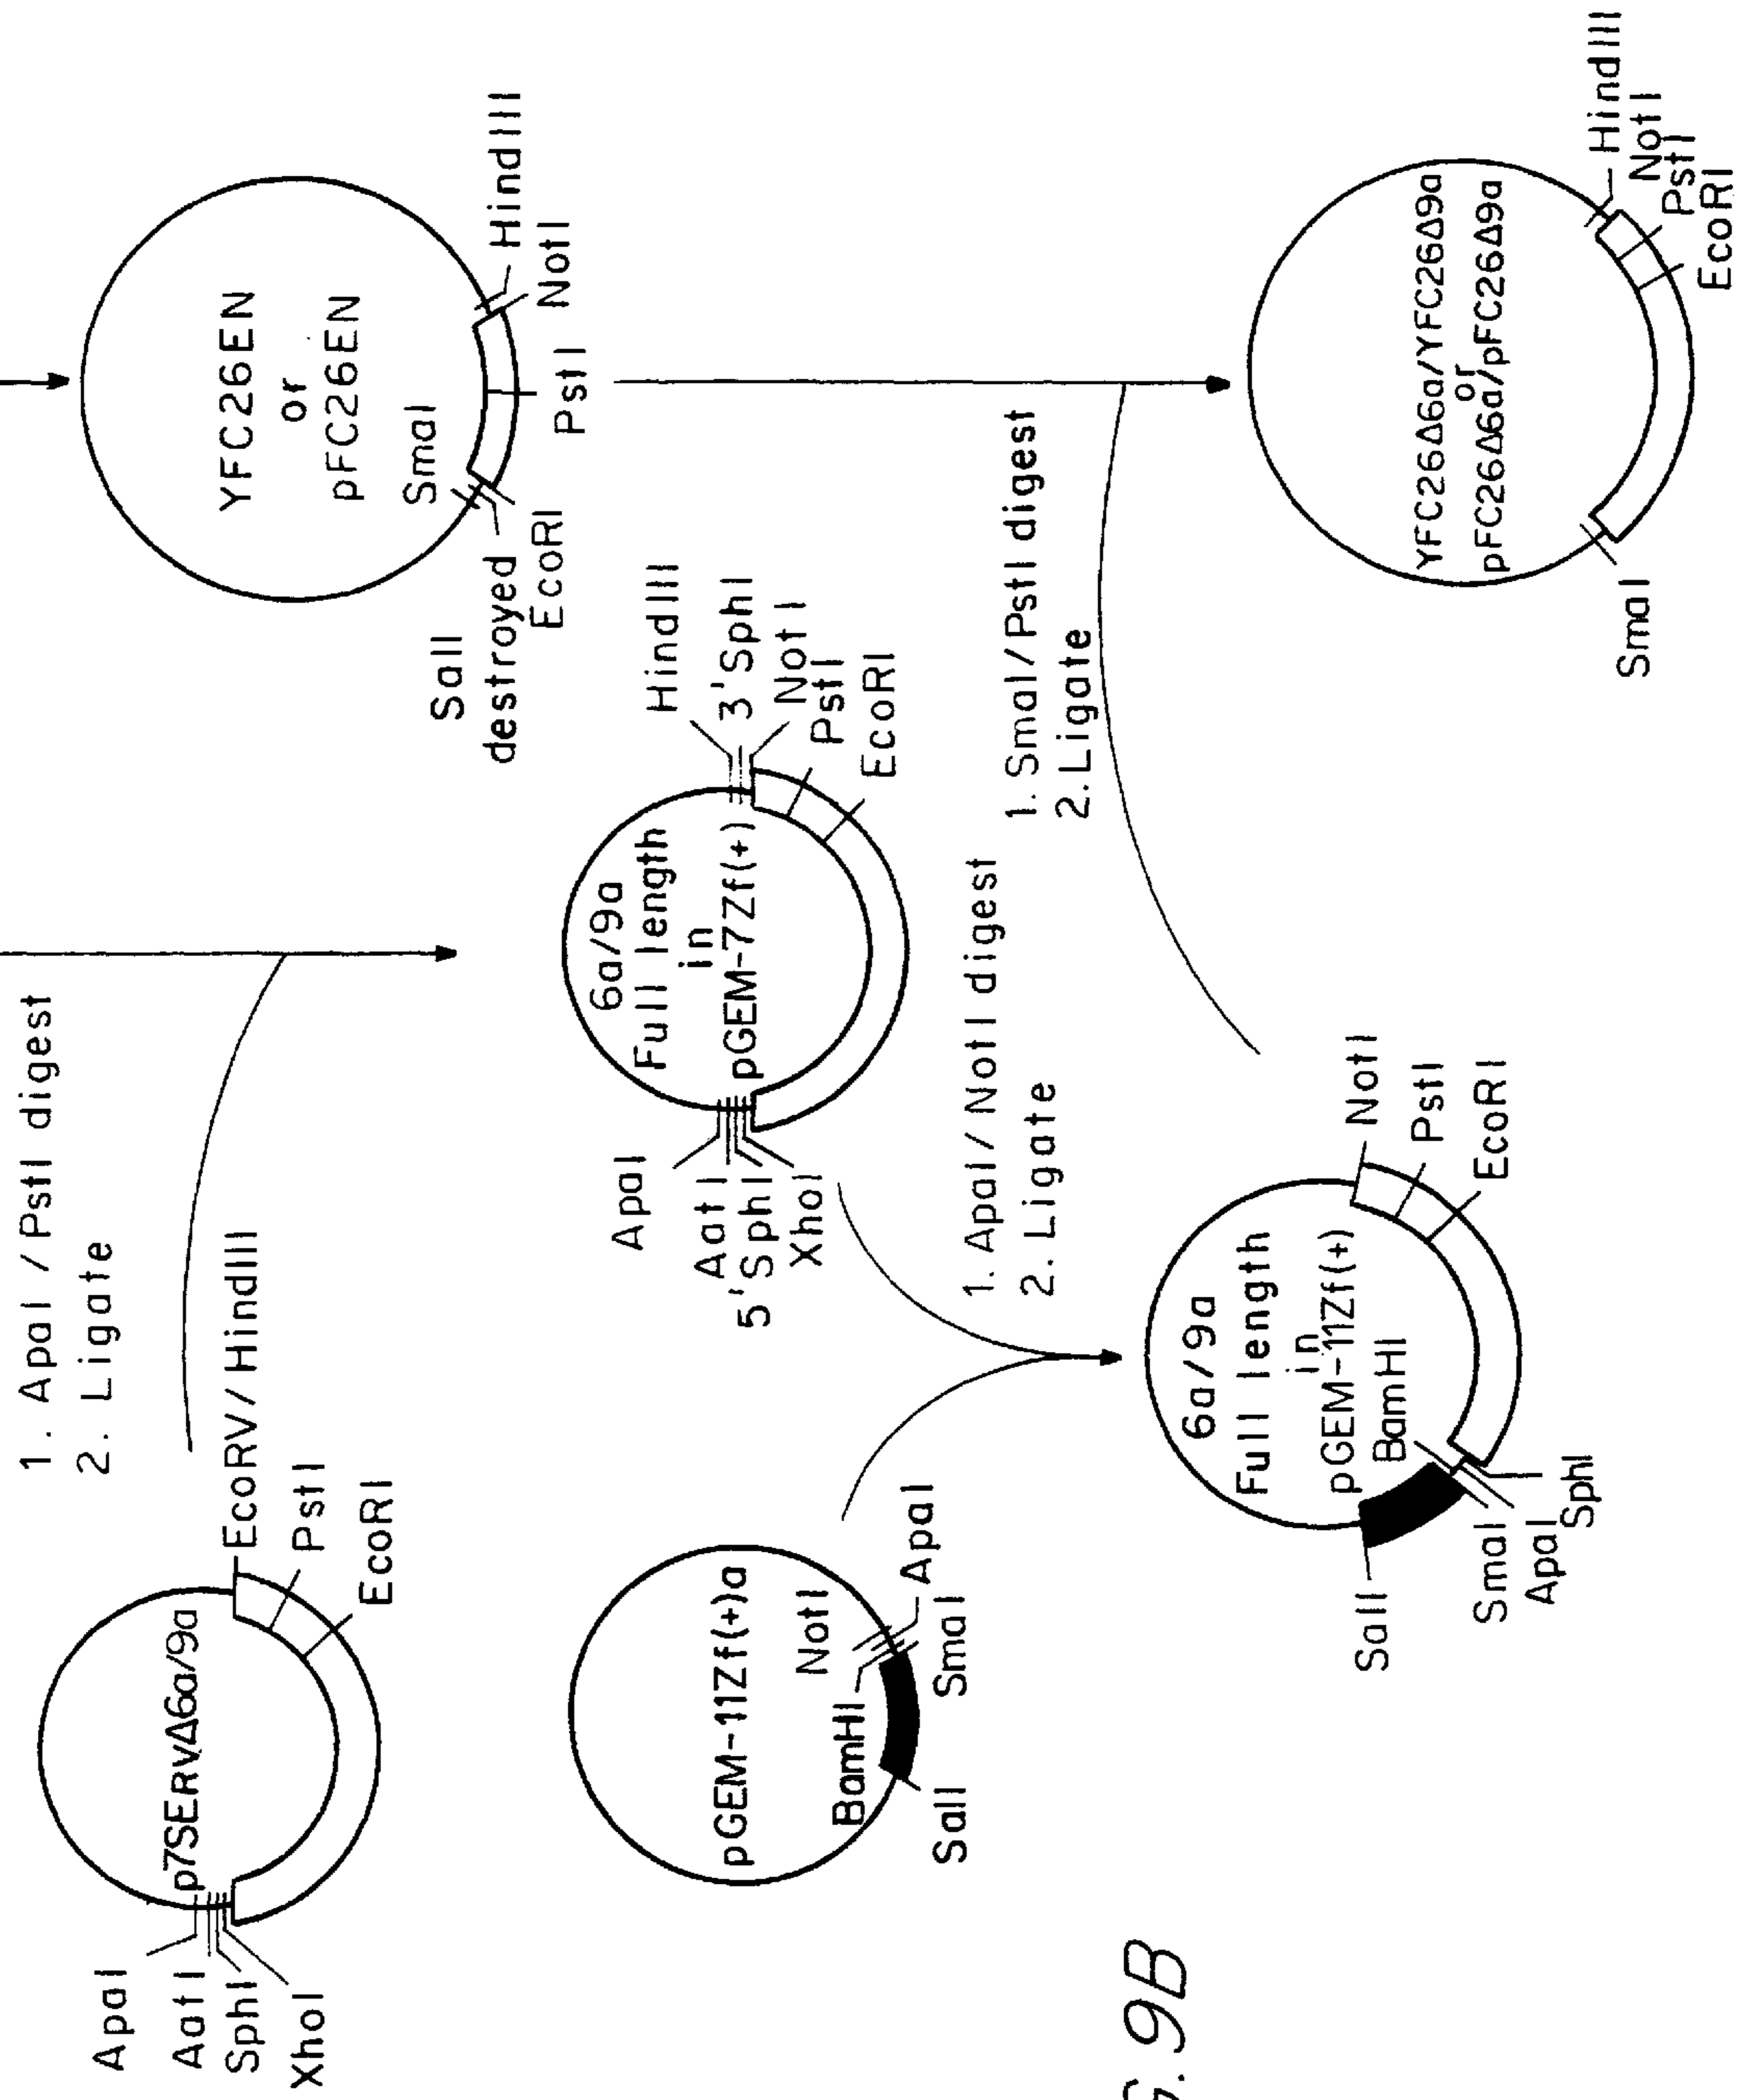 1. ApaI /PstI digest
2. Ligate
ApaI
AatI
SphI
XhoI
p7SERVΔ6a/9a
EcoRV/HindIII
PstI
EcoRI
YFC26EN
or
pFC26EN
SmaI
SalI
destroyed
EcoRI
PstI
NotI
HindIII
6a/9a
Full length
in
pGEM-7Zf(+)
ApaI
AatI
5'SphI
XhoI
HindIII
3'SphI
NotI
PstI
EcoRI
pGEM-11Zf(+)a
NotI
BamHI
ApaI
SmaI
SalI
1. ApaI/NotI digest
2. Ligate
1. SmaI/PstI digest
2. Ligate
6a/9a
Full length
in
pGEM-11Zf(+)
BamHI
SalI
SmaI
ApaI
SphI
NotI
PstI
EcoRI
YFC26Δ6a/YFC26Δ9a
or
pFC26Δ6a/pFC26Δ9a
SmaI
HindIII
NotI
PstI
EcoRI
G. 9B